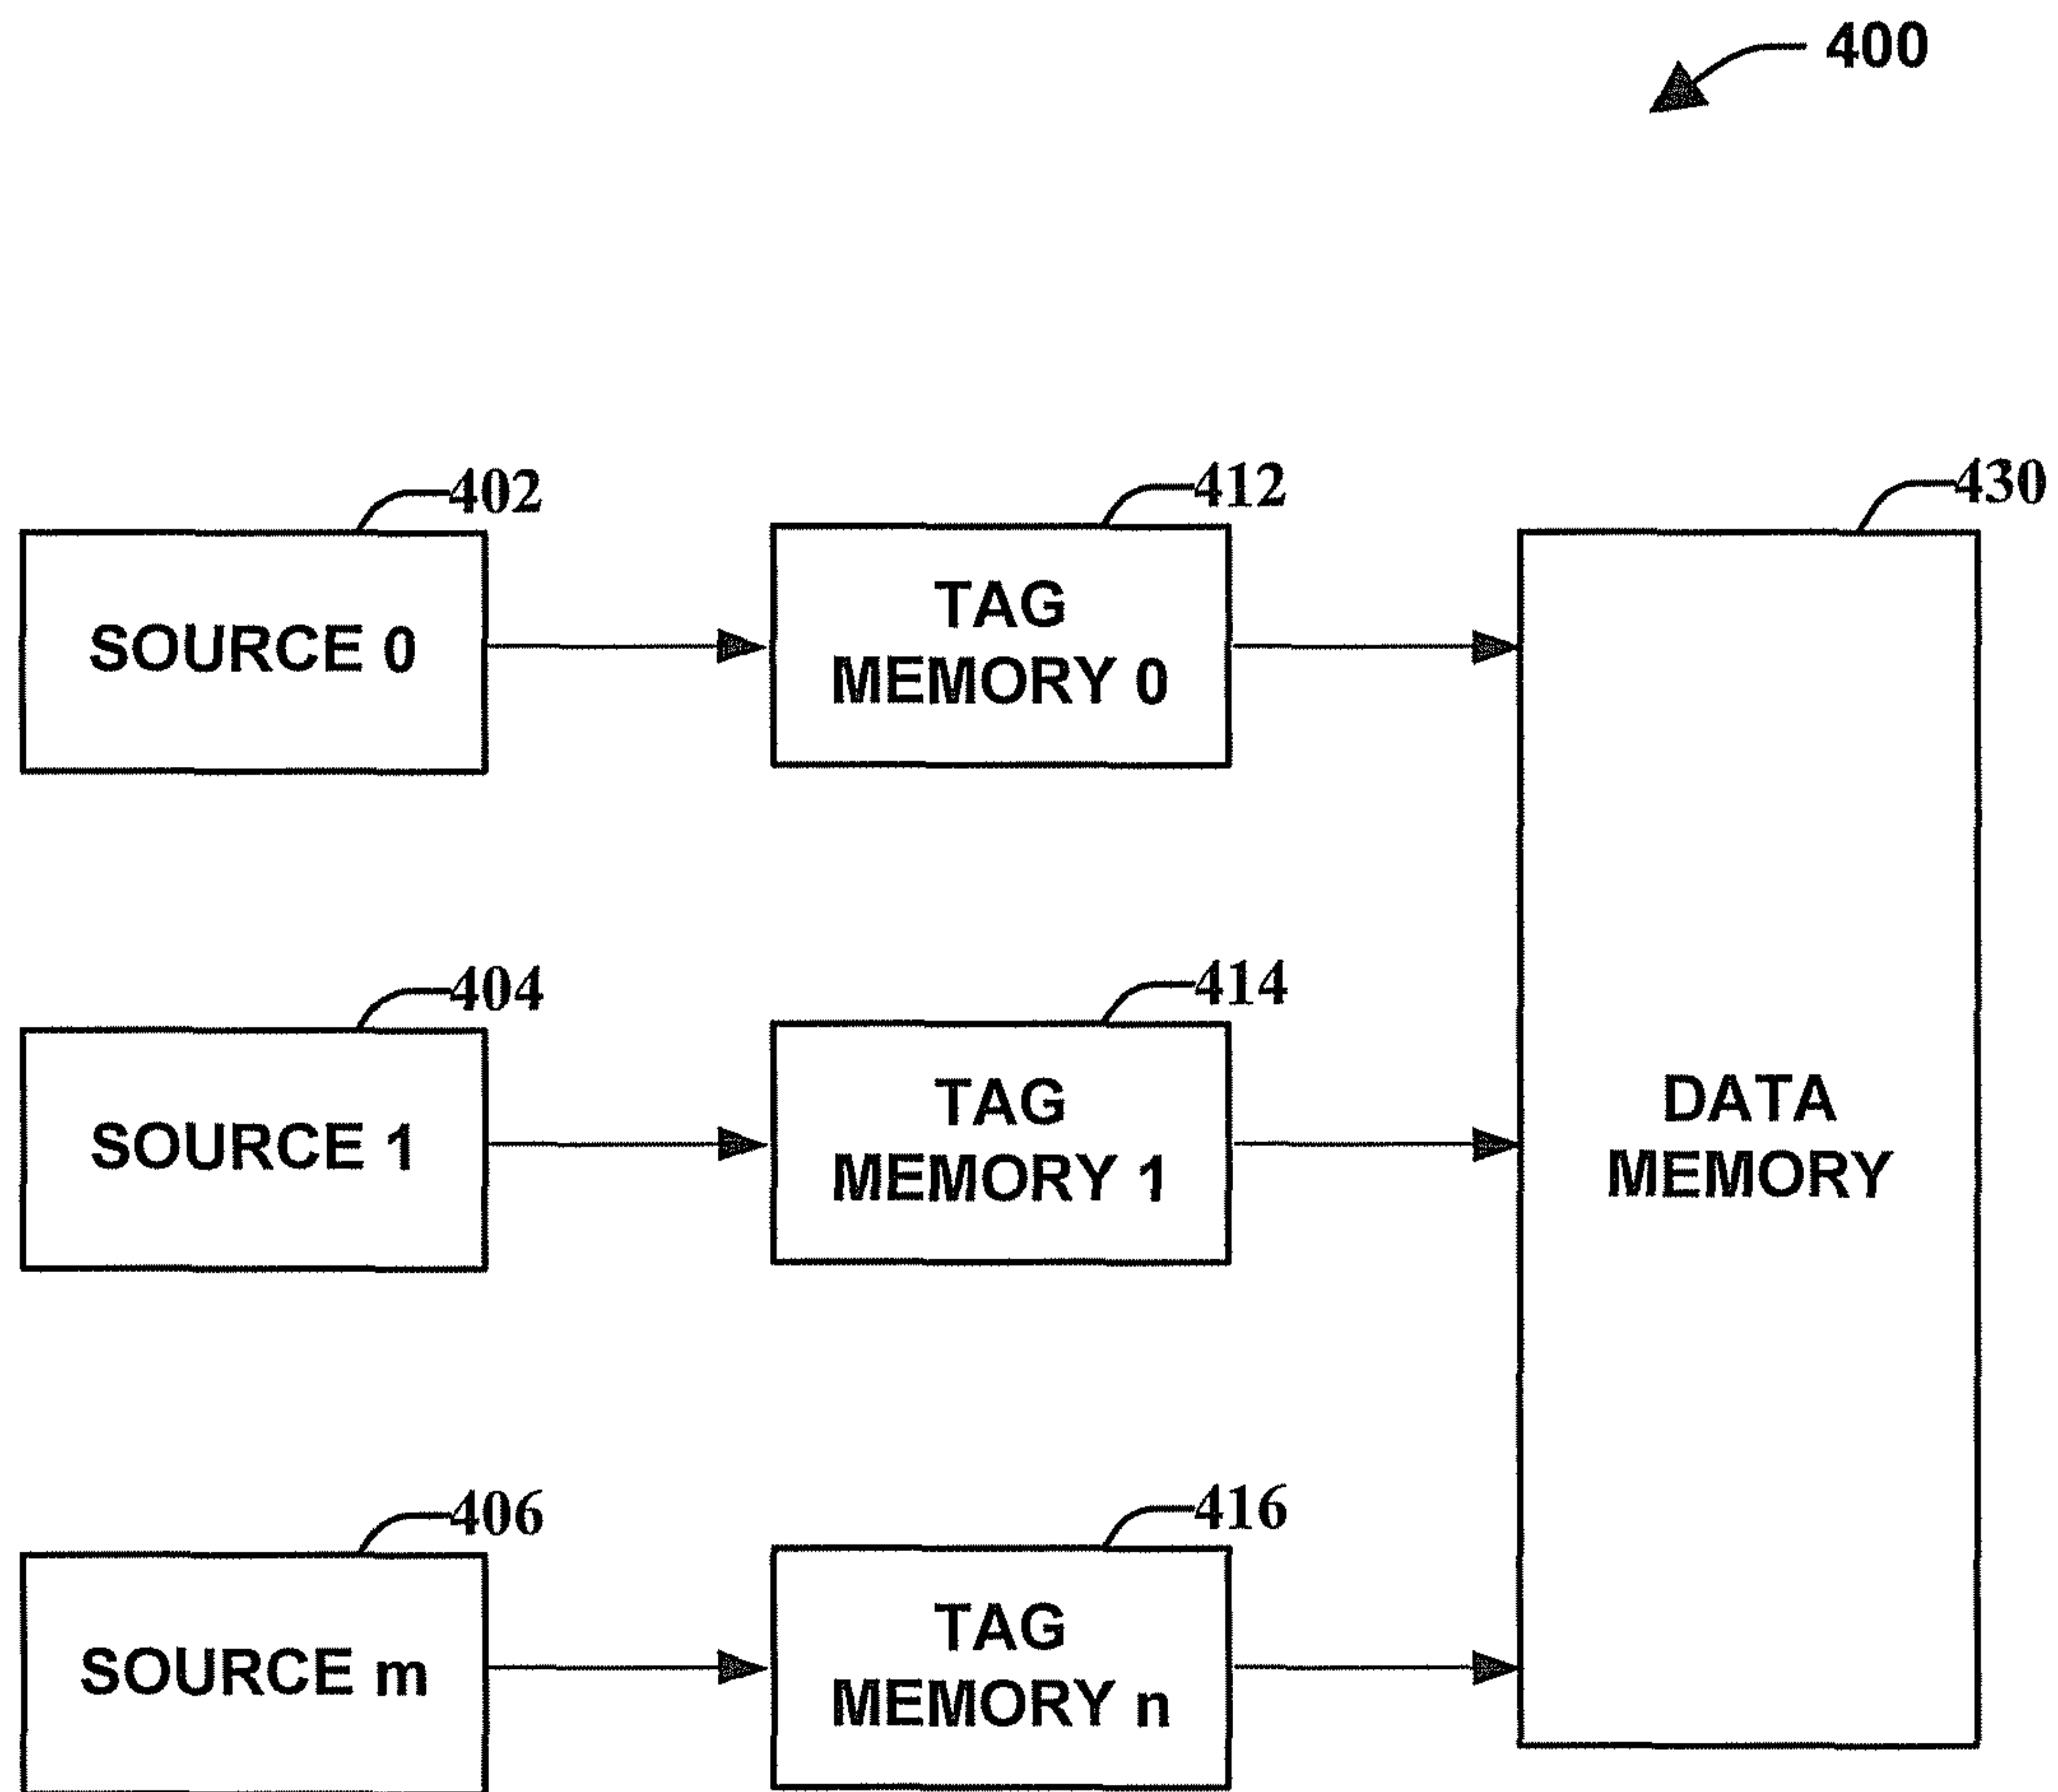 400
402
412
430
SOURCE 0
TAG
MEMORY 0
404
414
SOURCE 1
TAG
MEMORY 1
DATA
MEMORY
406
416
SOURCE m
TAG
MEMORY n